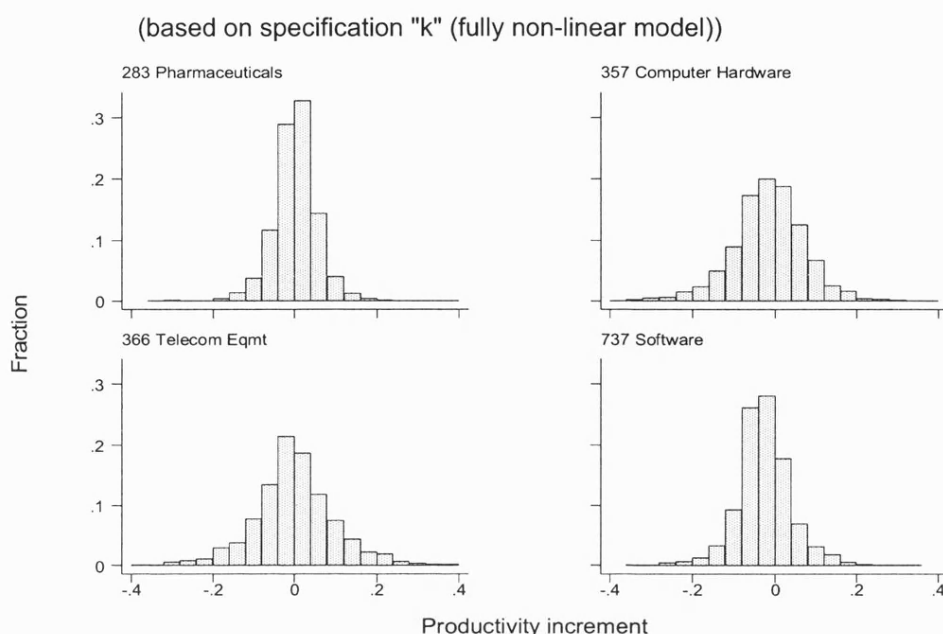 (based on specification "k" (fully non-linear model))
283 Pharmaceuticals
357 Computer Hardware
.3
.2
.1
0
366 Telecom Eqmt
737 Software
.3
.2
.1
0
-.4 -.2 0 .2 .4
-.4 -.2 0 .2 .4
Fraction
Productivity increment